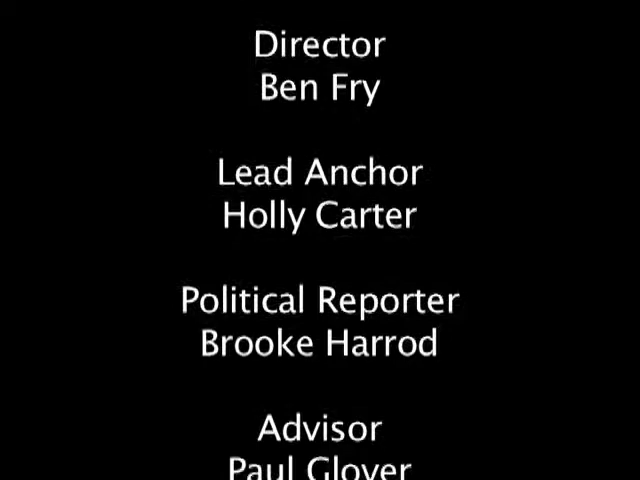 Director
Ben Fry
Lead Anchor
Holly Carter
Political Reporter
Brooke Harrod
Advisor
Paul Glover